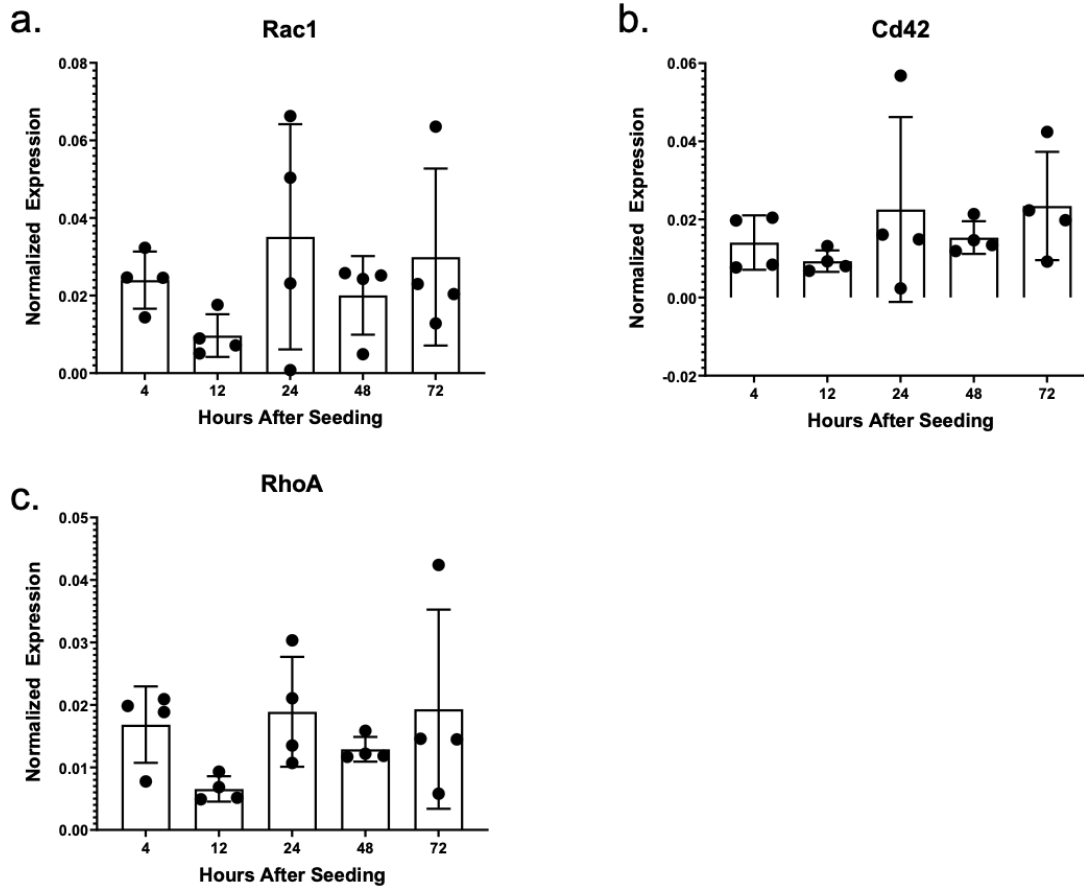 a.
Rac1
Normalized Expression
0.08
0.06
0.04
0.02
0.00
4 12 24 48 72
Hours After Seeding
b.
Cd42
Normalized Expression
0.06
0.04
0.02
0.00
-0.02
4 12 24 48 72
Hours After Seeding
c.
RhoA
Normalized Expression
0.05
0.04
0.03
0.02
0.01
0.00
4 12 24 48 72
Hours After Seeding